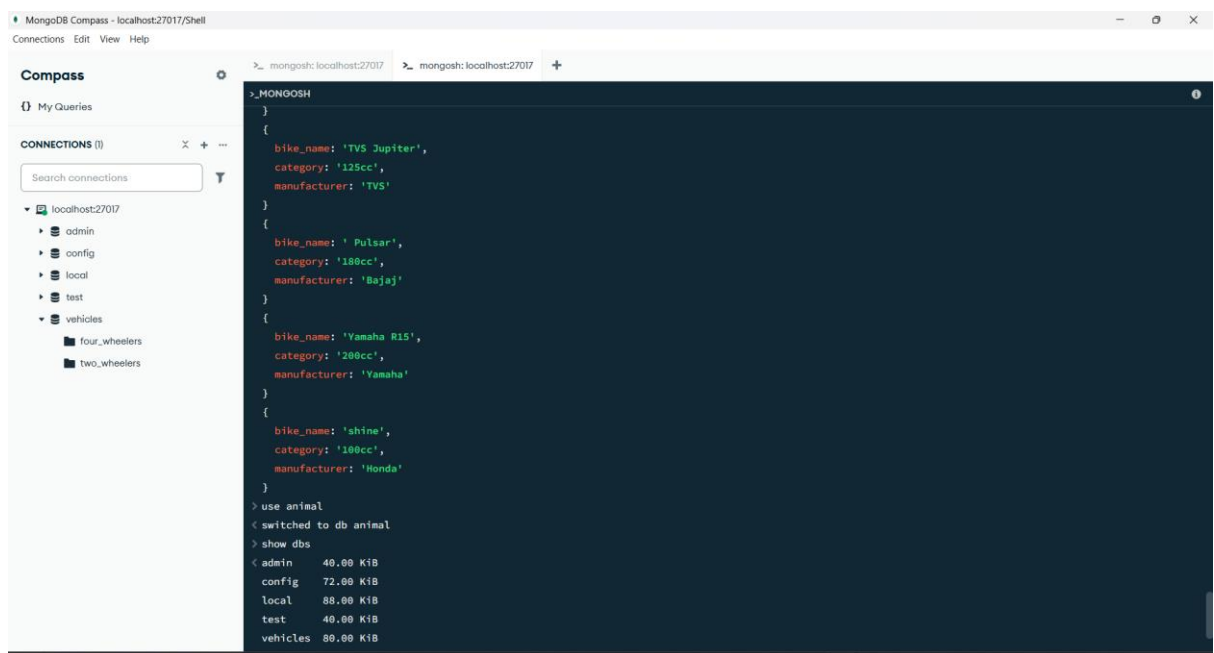 MongoDB Compass - localhost:27017/Shell
Connections Edit View Help
Compass
{} My Queries
CONNECTIONS (1)
Search connections
localhost:27017
admin
config
local
test
vehicles
four_wheelers
two_wheelers
>_ mongosh: localhost:27017 >_ mongosh: localhost:27017 +
>_MONGOSH
}
{
bike_name: 'TVS Jupiter',
category: '125cc',
manufacturer: 'TVS'
}
{
bike_name: ' Pulsar',
category: '180cc',
manufacturer: 'Bajaj'
}
{
bike_name: 'Yamaha R15',
category: '200cc',
manufacturer: 'Yamaha'
}
{
bike_name: 'shine',
category: '100cc',
manufacturer: 'Honda'
}
> use animal
< switched to db animal
> show dbs
< admin 40.00 KiB
config 72.00 KiB
local 88.00 KiB
test 40.00 KiB
vehicles 80.00 KiB